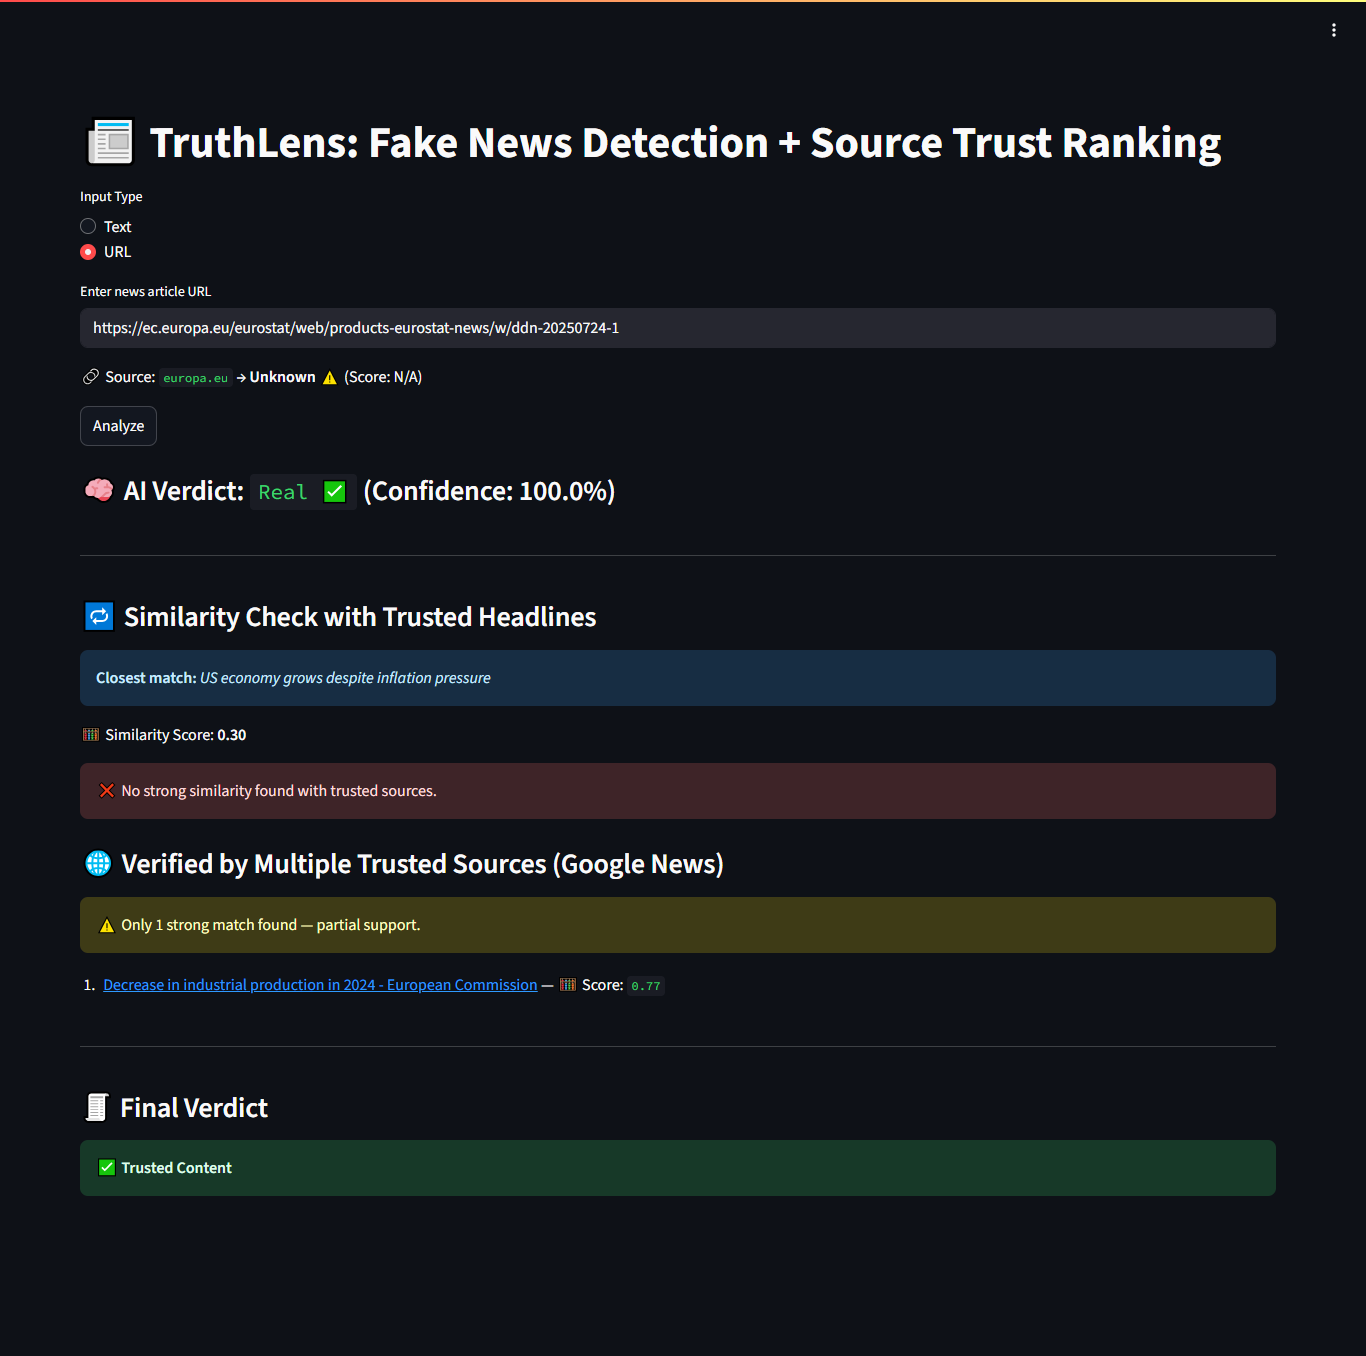 📰 TruthLens: Fake News Detection + Source Trust Ranking
Input Type
Text
URL
Enter news article URL
https://ec.europa.eu/eurostat/web/products-eurostat-news/w/ddn-20250724-1
🔗 Source: europa.eu → Unknown ⚠️ (Score: N/A)
Analyze
🧠 AI Verdict: Real ✅ (Confidence: 100.0%)
🔁 Similarity Check with Trusted Headlines
Closest match: US economy grows despite inflation pressure
🧮 Similarity Score: 0.30
❌ No strong similarity found with trusted sources.
🌐 Verified by Multiple Trusted Sources (Google News)
⚠️ Only 1 strong match found — partial support.
1. Decrease in industrial production in 2024 - European Commission — 🧮 Score: 0.77
📜 Final Verdict
✅ Trusted Content